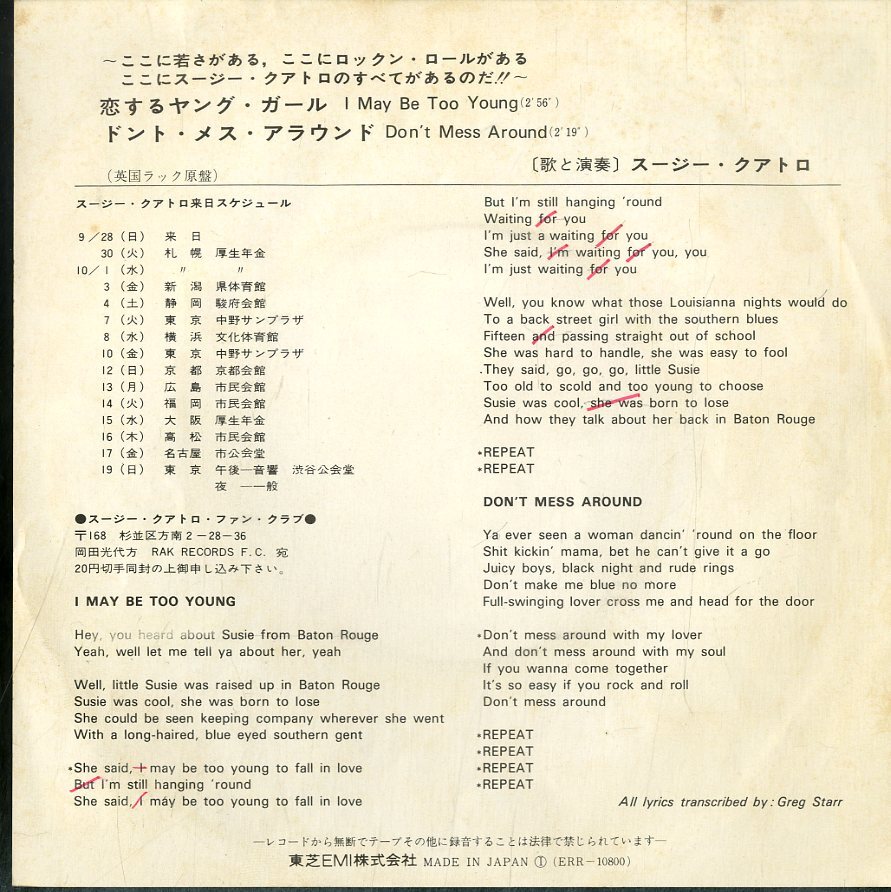 ～ここに若さがある，ここにロックン・ロールがある
ここにスージー・クアトロのすべてがあるのだ!!～
恋するヤング・ガール I May Be Too Young(2'56")
ドント・メス・アラウンド Don't Mess Around(2'19")
〔歌と演奏〕スージー・クアトロ
（英国ラック原盤）
スージー・クアトロ来日スケジュール
9／28（日） 来 日
30（火） 札 幌 厚生年金
10／1（水） 〃 〃
3（金） 新 潟 県体育館
4（土） 静 岡 駿府会館
7（火） 東 京 中野サンプラザ
8（水） 横 浜 文化体育館
10（金） 東 京 中野サンプラザ
12（日） 京 都 京都会館
13（月） 広 島 市民会館
14（火） 福 岡 市民会館
15（水） 大 阪 厚生年金
16（木） 高 松 市民会館
17（金） 名古屋 市公会堂
19（日） 東 京 午後―音響 渋谷公会堂
夜 ―一般
●スージー・クアトロ・ファン・クラブ●
〒168 杉並区方南2－28－36
岡田光代方 RAK RECORDS F.C. 宛
20円切手同封の上御申し込み下さい。
I MAY BE TOO YOUNG
Hey, you heard about Susie from Baton Rouge
Yeah, well let me tell ya about her, yeah
Well, little Susie was raised up in Baton Rouge
Susie was cool, she was born to lose
She could be seen keeping company wherever she went
With a long-haired, blue eyed southern gent
*She said, I may be too young to fall in love
But I'm still hanging 'round
She said, I may be too young to fall in love
But I'm still hanging 'round
Waiting for you
I'm just a waiting for you
She said, I'm waiting for you, you
I'm just waiting for you
Well, you know what those Louisianna nights would do
To a back street girl with the southern blues
Fifteen and passing straight out of school
She was hard to handle, she was easy to fool
They said, go, go, go, little Susie
Too old to scold and too young to choose
Susie was cool, she was born to lose
And how they talk about her back in Baton Rouge
*REPEAT
*REPEAT
DON'T MESS AROUND
Ya ever seen a woman dancin' 'round on the floor
Shit kickin' mama, bet he can't give it a go
Juicy boys, black night and rude rings
Don't make me blue no more
Full-swinging lover cross me and head for the door
*Don't mess around with my lover
And don't mess around with my soul
If you wanna come together
It's so easy if you rock and roll
Don't mess around
*REPEAT
*REPEAT
*REPEAT
*REPEAT
All lyrics transcribed by: Greg Starr
―レコードから無断でテープその他に録音することは法律で禁じられています―
東芝EMI株式会社 MADE IN JAPAN Ⓘ (ERR-10800)